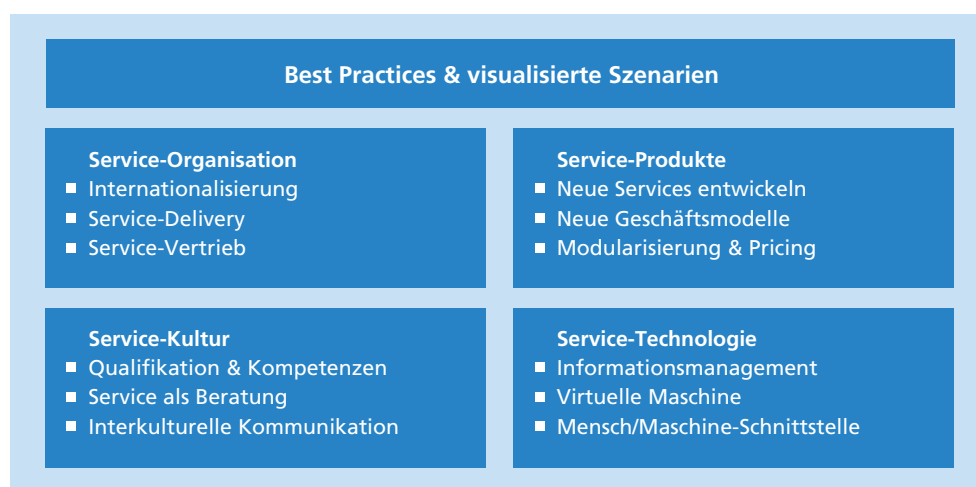 Best Practices & visualisierte Szenarien
Service-Organisation
Internationalisierung
Service-Delivery
Service-Vertrieb
Service-Produkte
Neue Services entwickeln
Neue Geschäftsmodelle
Modularisierung & Pricing
Service-Kultur
Qualifikation & Kompetenzen
Service als Beratung
Interkulturelle Kommunikation
Service-Technologie
Informationsmanagement
Virtuelle Maschine
Mensch/Maschine-Schnittstelle